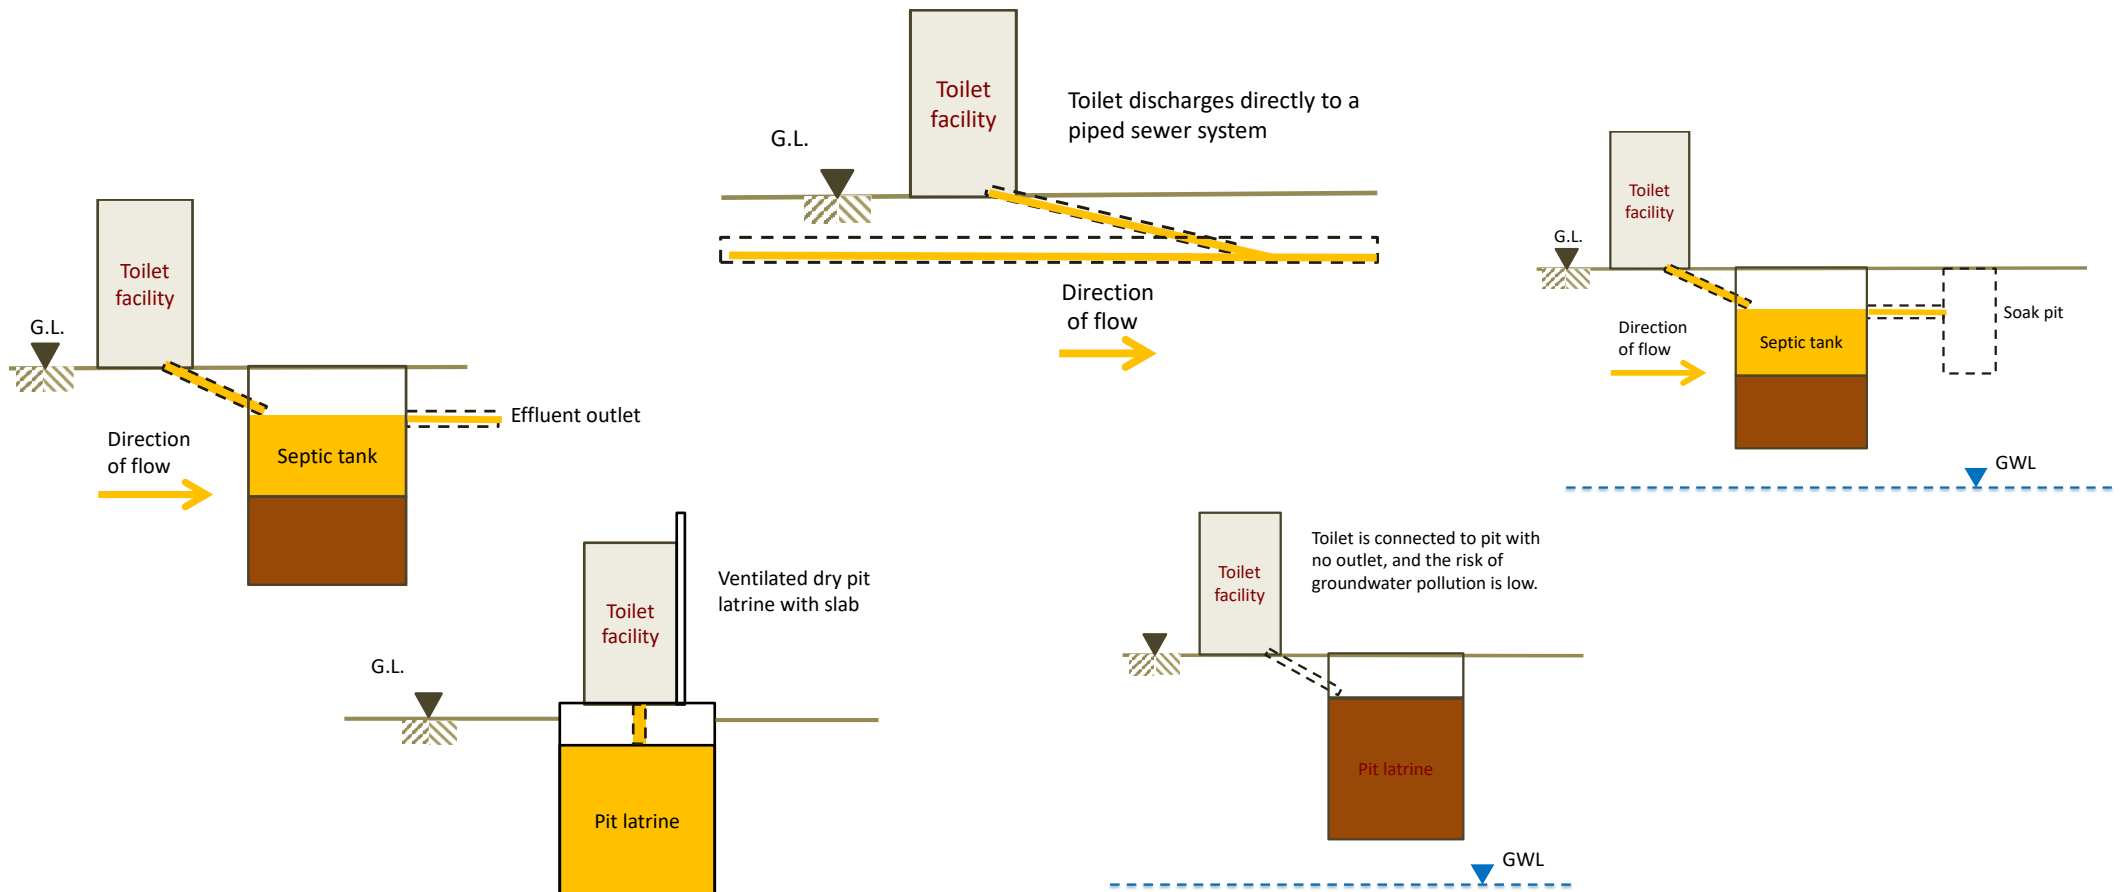 Toilet
facility
G.L.
Direction
of flow
Septic tank
Effluent outlet
Toilet
facility
G.L.
Toilet discharges directly to a
piped sewer system
Direction
of flow
Toilet
facility
G.L.
Direction
of flow
Septic tank
Soak pit
GWL
Toilet
facility
Ventilated dry pit
latrine with slab
G.L.
Pit latrine
Toilet
facility
Toilet is connected to pit with
no outlet, and the risk of
groundwater pollution is low.
Pit latrine
GWL